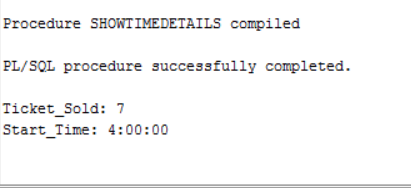 Procedure SHOWTIMEDETAILS compiled
PL/SQL procedure successfully completed.
Ticket_Sold: 7
Start_Time: 4:00:00